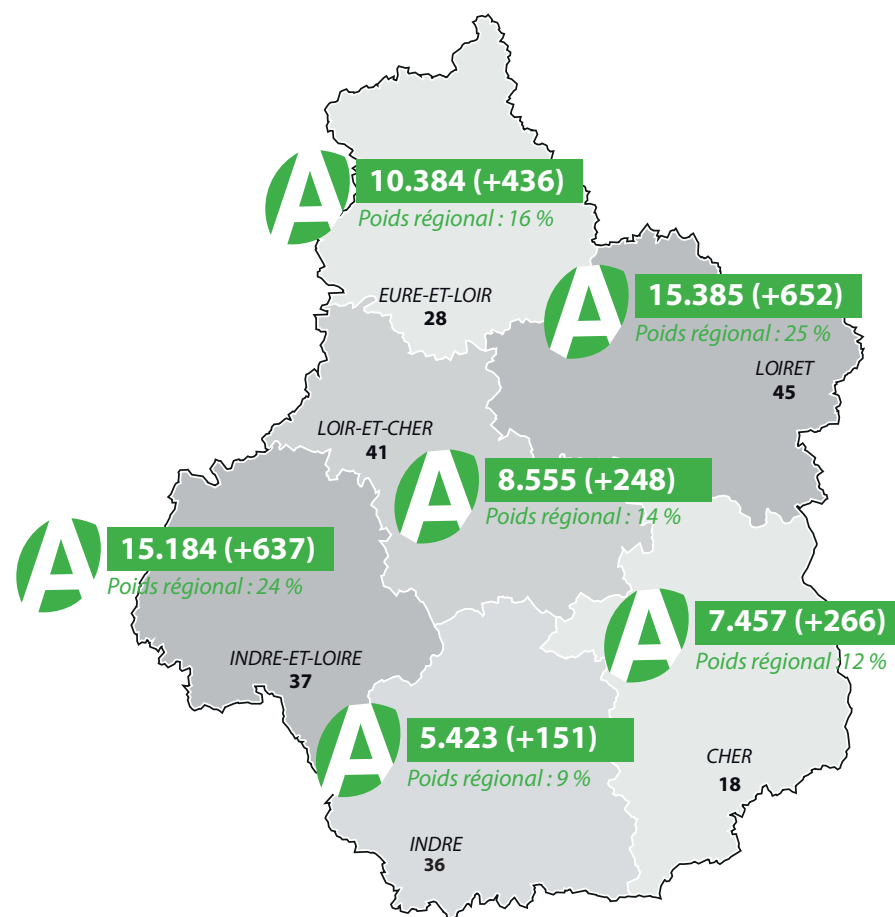 A
10.384 (+436)
Poids régional : 16 %
EURE-ET-LOIR
28
A
15.385 (+652)
Poids régional : 25 %
LOIRET
45
LOIR-ET-CHER
41
A
8.555 (+248)
Poids régional : 14 %
A
15.184 (+637)
Poids régional : 24 %
INDRE-ET-LOIRE
37
A
7.457 (+266)
Poids régional : 12 %
A
5.423 (+151)
Poids régional : 9 %
CHER
18
INDRE
36